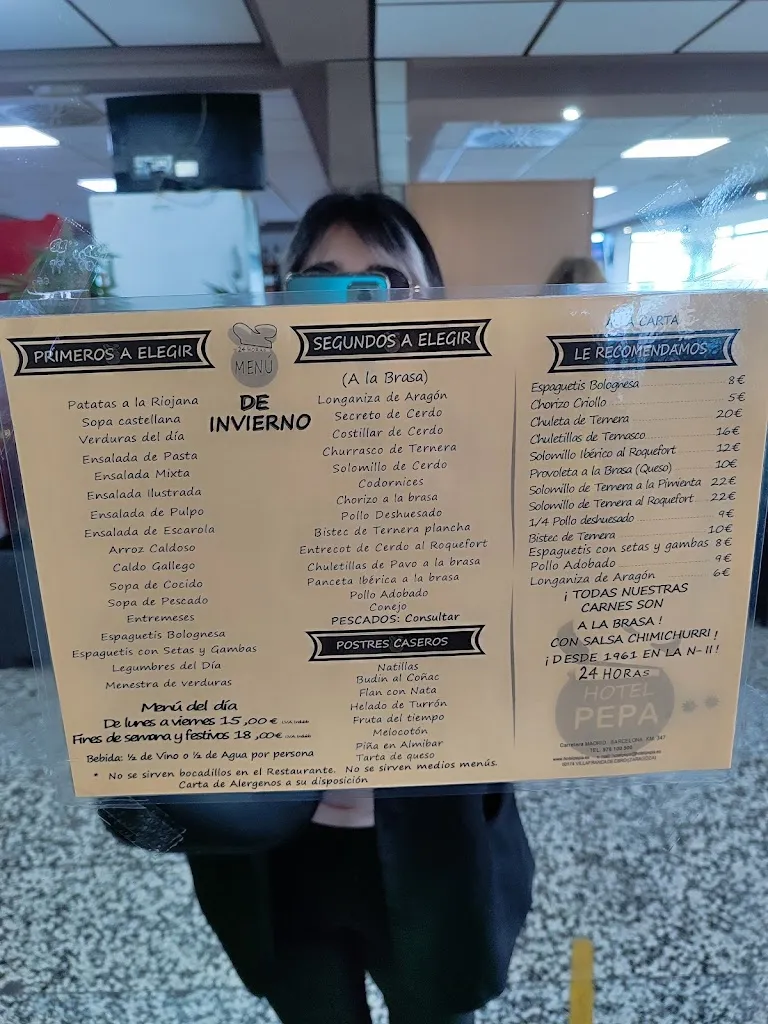 PRIMEROS A ELEGIR
Patatas a la Riojana
Sopa castellana
Verduras del día
Ensalada de Pasta
Ensalada Mixta
Ensalada Ilustrada
Ensalada de Pulpo
Ensalada de Escarola
Arroz Caldoso
Caldo Gallego
Sopa de Cocido
Sopa de Pescado
Entremeses
Espaguetis Bolognesa
Espaguetis con Setas y Gambas
Legumbres del Día
Menestra de verduras
Menú del día
De lunes a viernes 15,00 €
Fines de semana y festivos 18,00 €
Bebida: ½ de Vino o ½ de Agua por persona
* No se sirven bocadillos en el Restaurante. No se sirven medios menús.
Carta de Alergenos a su disposición
MENÚ
DE
INVIERNO
SEGUNDOS A ELEGIR
(A la Brasa)
Longaniza de Aragón
Secreto de Cerdo
Costillar de Cerdo
Churrasco de Ternera
Solomillo de Cerdo
Codornices
Chorizo a la brasa
Pollo Deshuesado
Bistec de Ternera plancha
Entrecot de Cerdo al Roquefort
Chuletillas de Pavo a la brasa
Panceta Ibérica a la brasa
Pollo Adobado
Conejo
PESCADOS: Consultar
POSTRES CASEROS
Natillas
Budin al Coñac
Flan con Nata
Helado de Turrón
Fruta del tiempo
Melocotón
Piña en Almibar
Tarta de queso
A LA CARTA
LE RECOMENDAMOS
Espaguetis Bolognesa 8€
Chorizo Criollo 5€
Chuleta de Ternera 20€
Chuletillas de Ternasco 16€
Solomillo Ibérico al Roquefort 12€
Provoleta a la Brasa (Queso) 10€
Solomillo de Ternera a la Pimienta 22€
Solomillo de Ternera al Roquefort 22€
1/4 Pollo deshuesado 9€
Bistec de Ternera 10€
Espaguetis con setas y gambas 8€
Pollo Adobado 9€
Longaniza de Aragón 6€
¡ TODAS NUESTRAS
CARNES SON
A LA BRASA !
CON SALSA CHIMICHURRI !
¡ DESDE 1961 EN LA N-II !
24 HORAS
HOTEL
PEPA
Carretera MADRID - BARCELONA, KM. 347